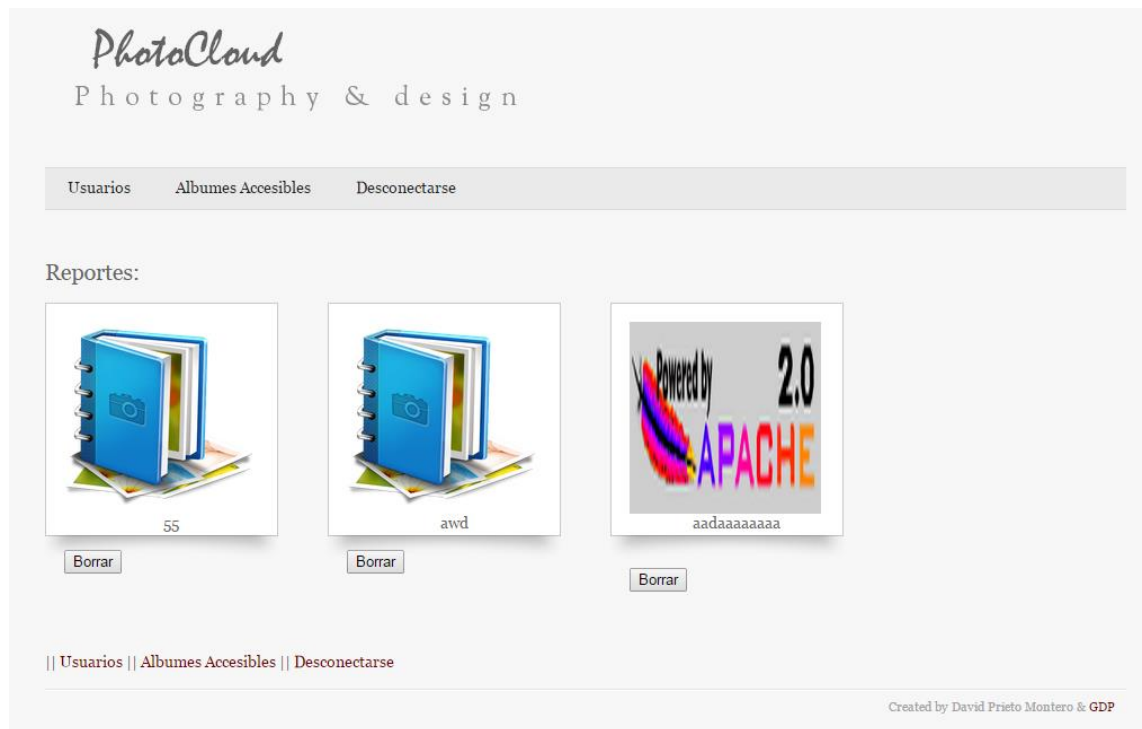 PhotoCloud
Photography & design
Usuarios Albumes Accesibles Desconectarse
Reportes:
Powered by 2.0
APACHE
55 awd aadaaaaaaaa
Borrar Borrar Borrar
|| Usuarios || Albumes Accesibles || Desconectarse
Created by David Prieto Montero & GDP